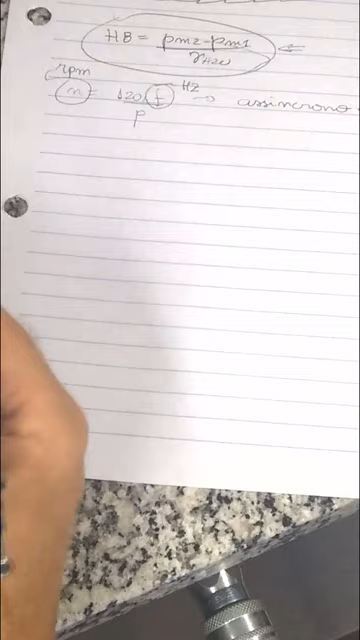 HB = pm2 - pm1
γH2O
rpm
n = 120 f Hz → assincrono
p